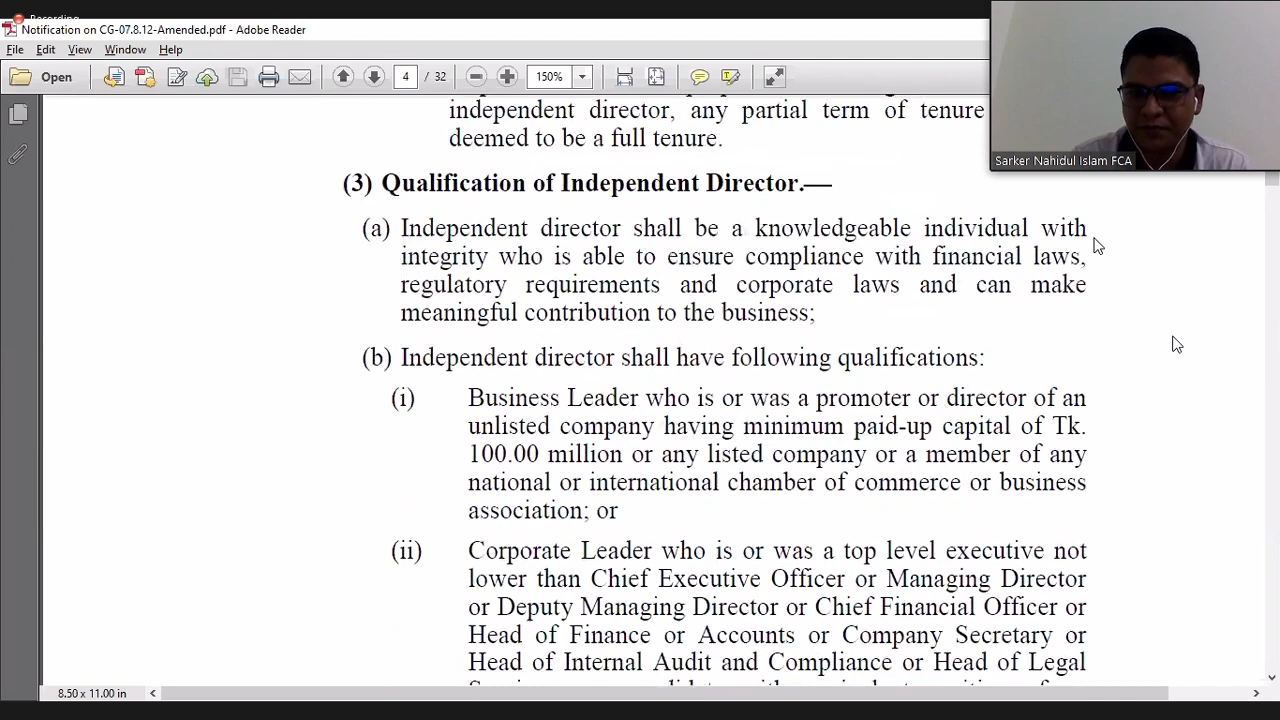 Recording
Notification on CG-07.8.12-Amended.pdf - Adobe Reader
File Edit View Window Help
Open 4 / 32 150%
Sarker Nahidul Islam FCA
independent director, any partial term of tenure
deemed to be a full tenure.
(3) Qualification of Independent Director.—
(a) Independent director shall be a knowledgeable individual with
integrity who is able to ensure compliance with financial laws,
regulatory requirements and corporate laws and can make
meaningful contribution to the business;
(b) Independent director shall have following qualifications:
(i) Business Leader who is or was a promoter or director of an
unlisted company having minimum paid-up capital of Tk.
100.00 million or any listed company or a member of any
national or international chamber of commerce or business
association; or
(ii) Corporate Leader who is or was a top level executive not
lower than Chief Executive Officer or Managing Director
or Deputy Managing Director or Chief Financial Officer or
Head of Finance or Accounts or Company Secretary or
Head of Internal Audit and Compliance or Head of Legal
8.50 x 11.00 in